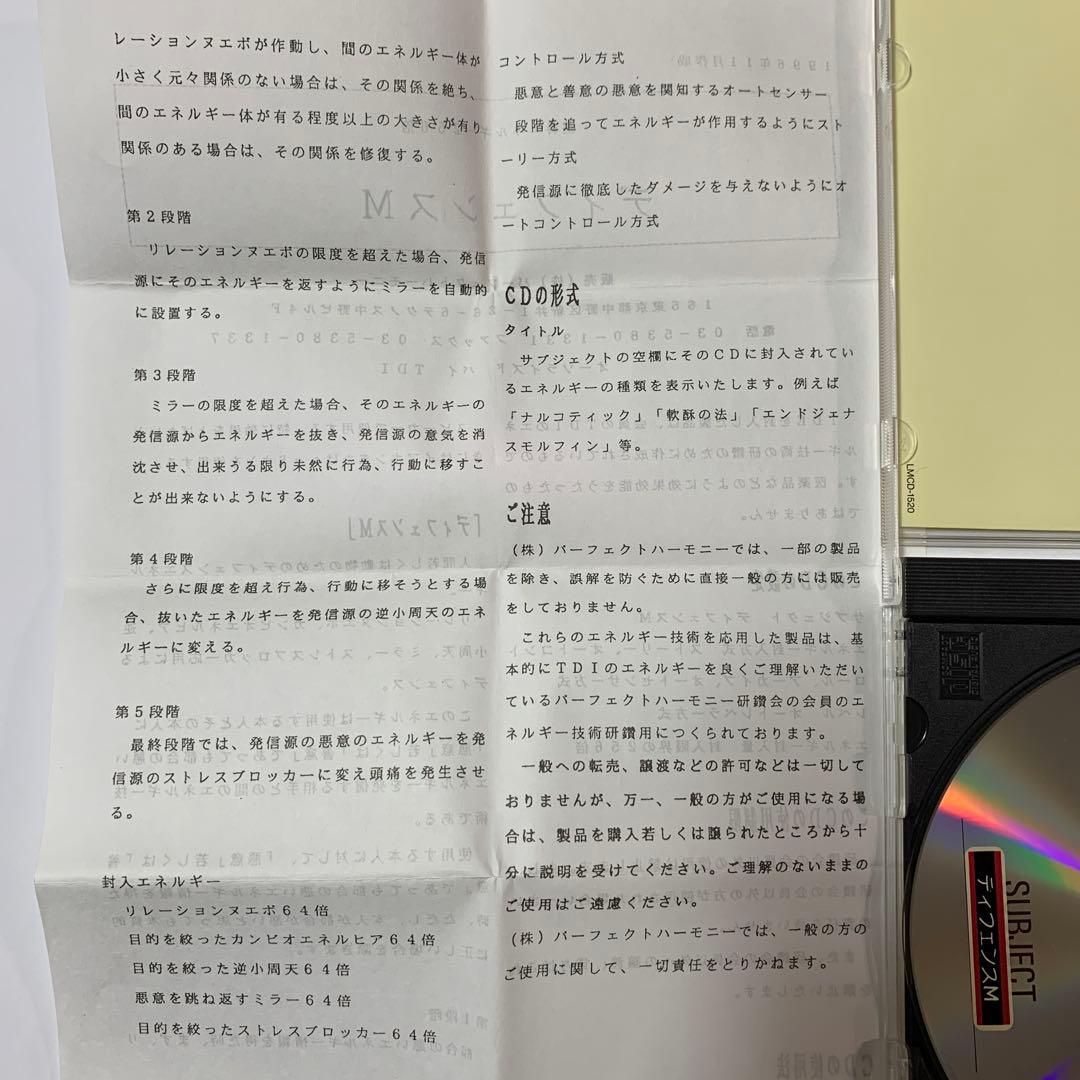 レーションヌエボが作動し、間のエネルギー体が
小さく元々関係のない場合は、その関係を絶ち、
間のエネルギー体が有る程度以上の大きさが有り
関係のある場合は、その関係を修復する。
第2段階
リレーションヌエボの限度を超えた場合、発信
源にそのエネルギーを返すようにミラーを自動的
に設置する。
第3段階
ミラーの限度を超えた場合、そのエネルギーの
発信源からエネルギーを抜き、発信源の意気を消
沈させ、出来うる限り未然に行為、行動に移すこ
とが出来ないようにする。
第4段階
さらに限度を超え行為、行動に移そうとする場
合、抜いたエネルギーを発信源の逆小周天のエネ
ルギーに変える。
第5段階
最終段階では、発信源の悪意のエネルギーを発
信源のストレスブロッカーに変え頭痛を発生させ
る。
封入エネルギー
リレーションヌエボ64倍
目的を絞ったカンビオエネルヒア64倍
目的を絞った逆小周天64倍
悪意を跳ね返すミラー64倍
目的を絞ったストレスブロッカー64倍
コントロール方式
悪意と善意の悪意を関知するオートセンサー
段階を追ってエネルギーが作用するようにスト
ーリー方式
発信源に徹底したダメージを与えないようにオ
ートコントロール方式
CDの形式
タイトル
サブジェクトの空欄にそのCDに封入されてい
るエネルギーの種類を表示いたします。例えば
「ナルコティック」「軟酥の法」「エンドジェナ
スモルフィン」等。
ご注意
(株)パーフェクトハーモニーでは、一部の製品
を除き、誤解を防ぐために直接一般の方には販売
をしておりません。
これらのエネルギー技術を応用した製品は、基
本的にTDIのエネルギーを良くご理解いただい
ているパーフェクトハーモニー研鑽会の会員のエ
ネルギー技術研鑽用につくられております。
一般への転売、譲渡などの許可などは一切して
おりませんが、万一、一般の方がご使用になる場
合は、製品を購入若しくは譲られたところから十
分に説明を受けてください。ご理解のないままの
ご使用はご遠慮ください。
(株)パーフェクトハーモニーでは、一般の方の
ご使用に関して、一切責任をとりかねます。
LMCD-1520
SUBJECT
ディフェンスM